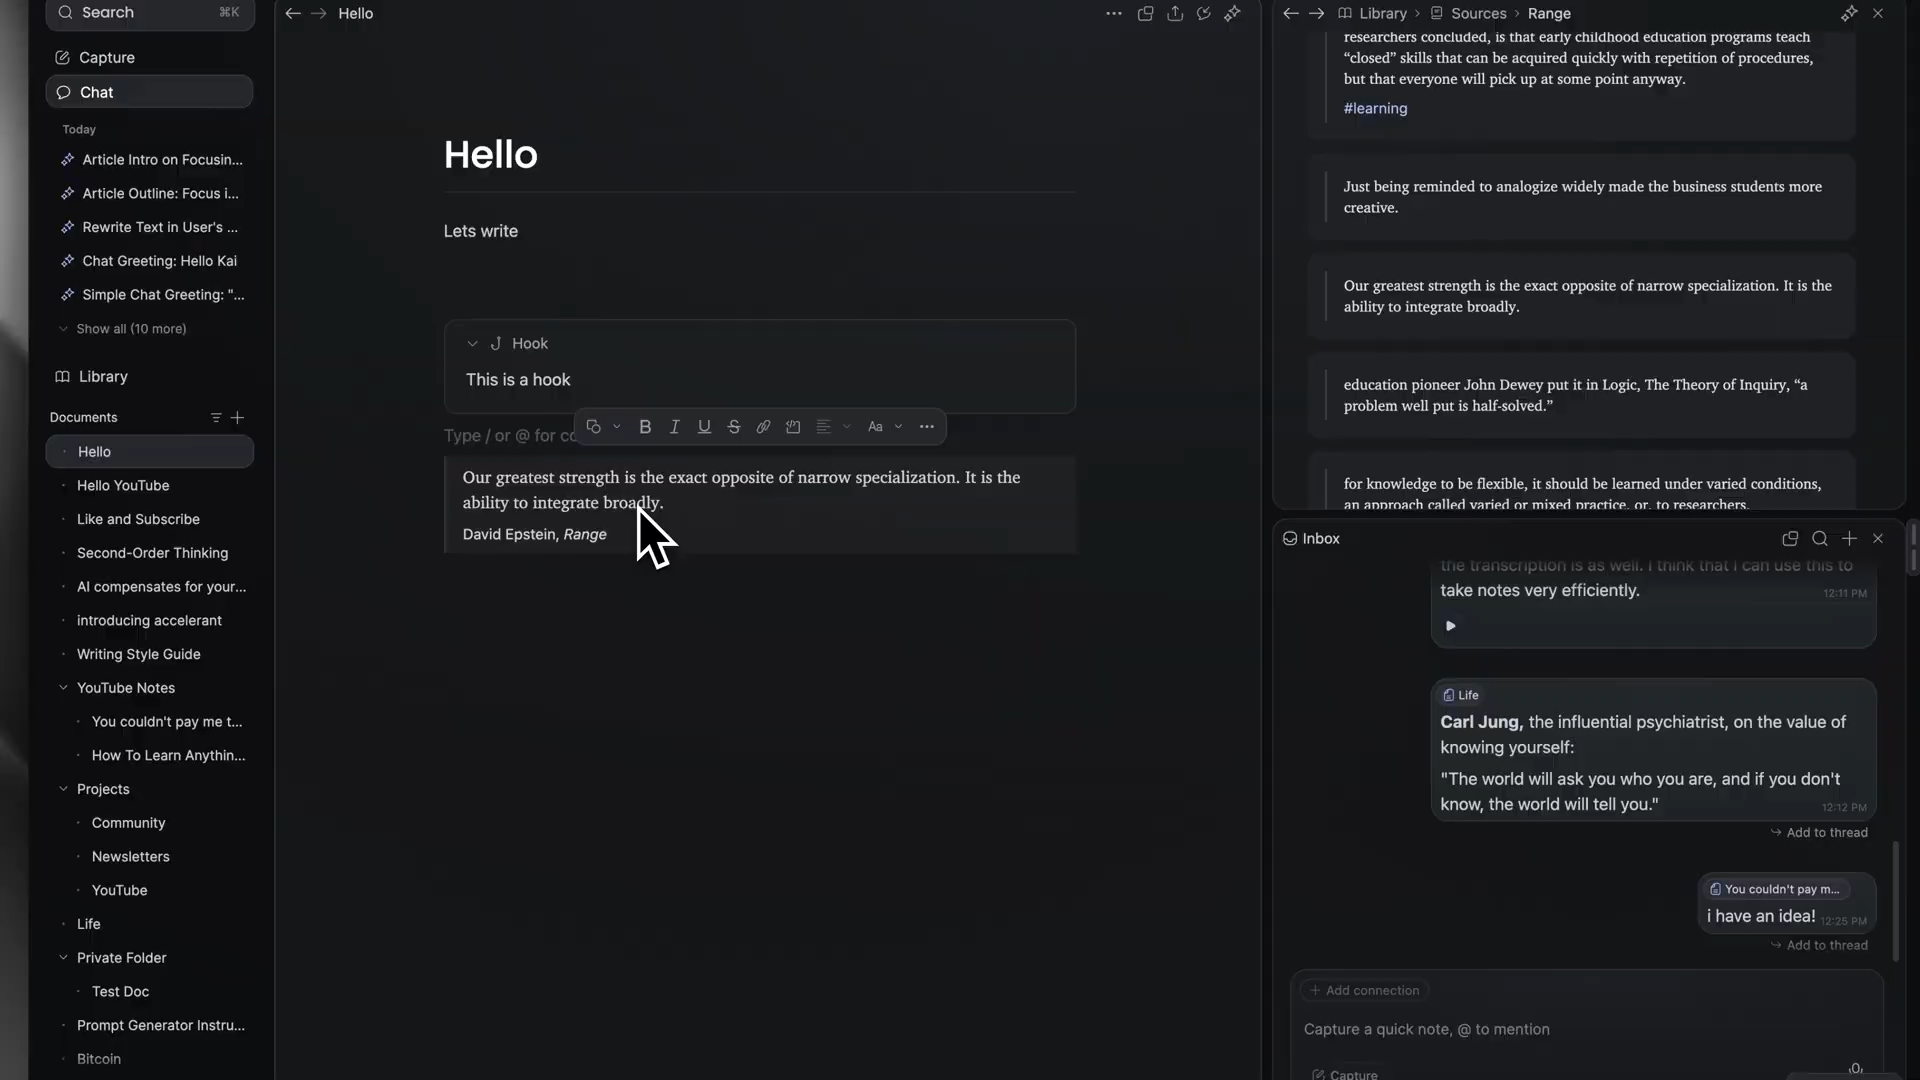 Search ⌘K
Capture
Chat
Today
Article Intro on Focusin...
Article Outline: Focus i...
Rewrite Text in User's ...
Chat Greeting: Hello Kai
Simple Chat Greeting: "...
Show all (10 more)
Library
Documents
Hello
Hello YouTube
Like and Subscribe
Second-Order Thinking
AI compensates for your...
introducing accelerant
Writing Style Guide
YouTube Notes
You couldn't pay me t...
How To Learn Anythin...
Projects
Community
Newsletters
YouTube
Life
Private Folder
Test Doc
Prompt Generator Instru...
Bitcoin
Hello
Hello
Lets write
Hook
This is a hook
Type / or @ for co
B I U S Aa
Our greatest strength is the exact opposite of narrow specialization. It is the
ability to integrate broadly.
David Epstein, Range
Library › Sources › Range
researchers concluded, is that early childhood education programs teach
“closed” skills that can be acquired quickly with repetition of procedures,
but that everyone will pick up at some point anyway.
#learning
Just being reminded to analogize widely made the business students more
creative.
Our greatest strength is the exact opposite of narrow specialization. It is the
ability to integrate broadly.
education pioneer John Dewey put it in Logic, The Theory of Inquiry, “a
problem well put is half-solved.”
for knowledge to be flexible, it should be learned under varied conditions,
an approach called varied or mixed practice, or, to researchers,
Inbox
the transcription is as well. I think that I can use this to
take notes very efficiently.
12:11 PM
Life
Carl Jung, the influential psychiatrist, on the value of
knowing yourself:
"The world will ask you who you are, and if you don't
know, the world will tell you."
12:12 PM
Add to thread
You couldn't pay m...
i have an idea! 12:25 PM
Add to thread
+ Add connection
Capture a quick note, @ to mention
Capture